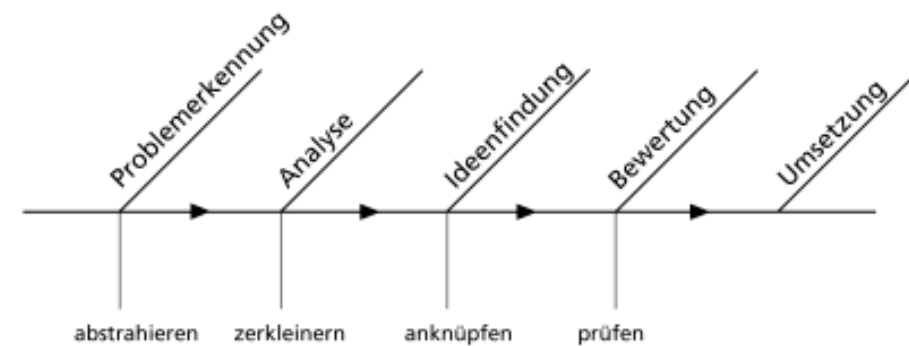 Problemerkennung
Analyse
Ideenfindung
Bewertung
Umsetzung
abstrahieren
zerkleinern
anknüpfen
prüfen